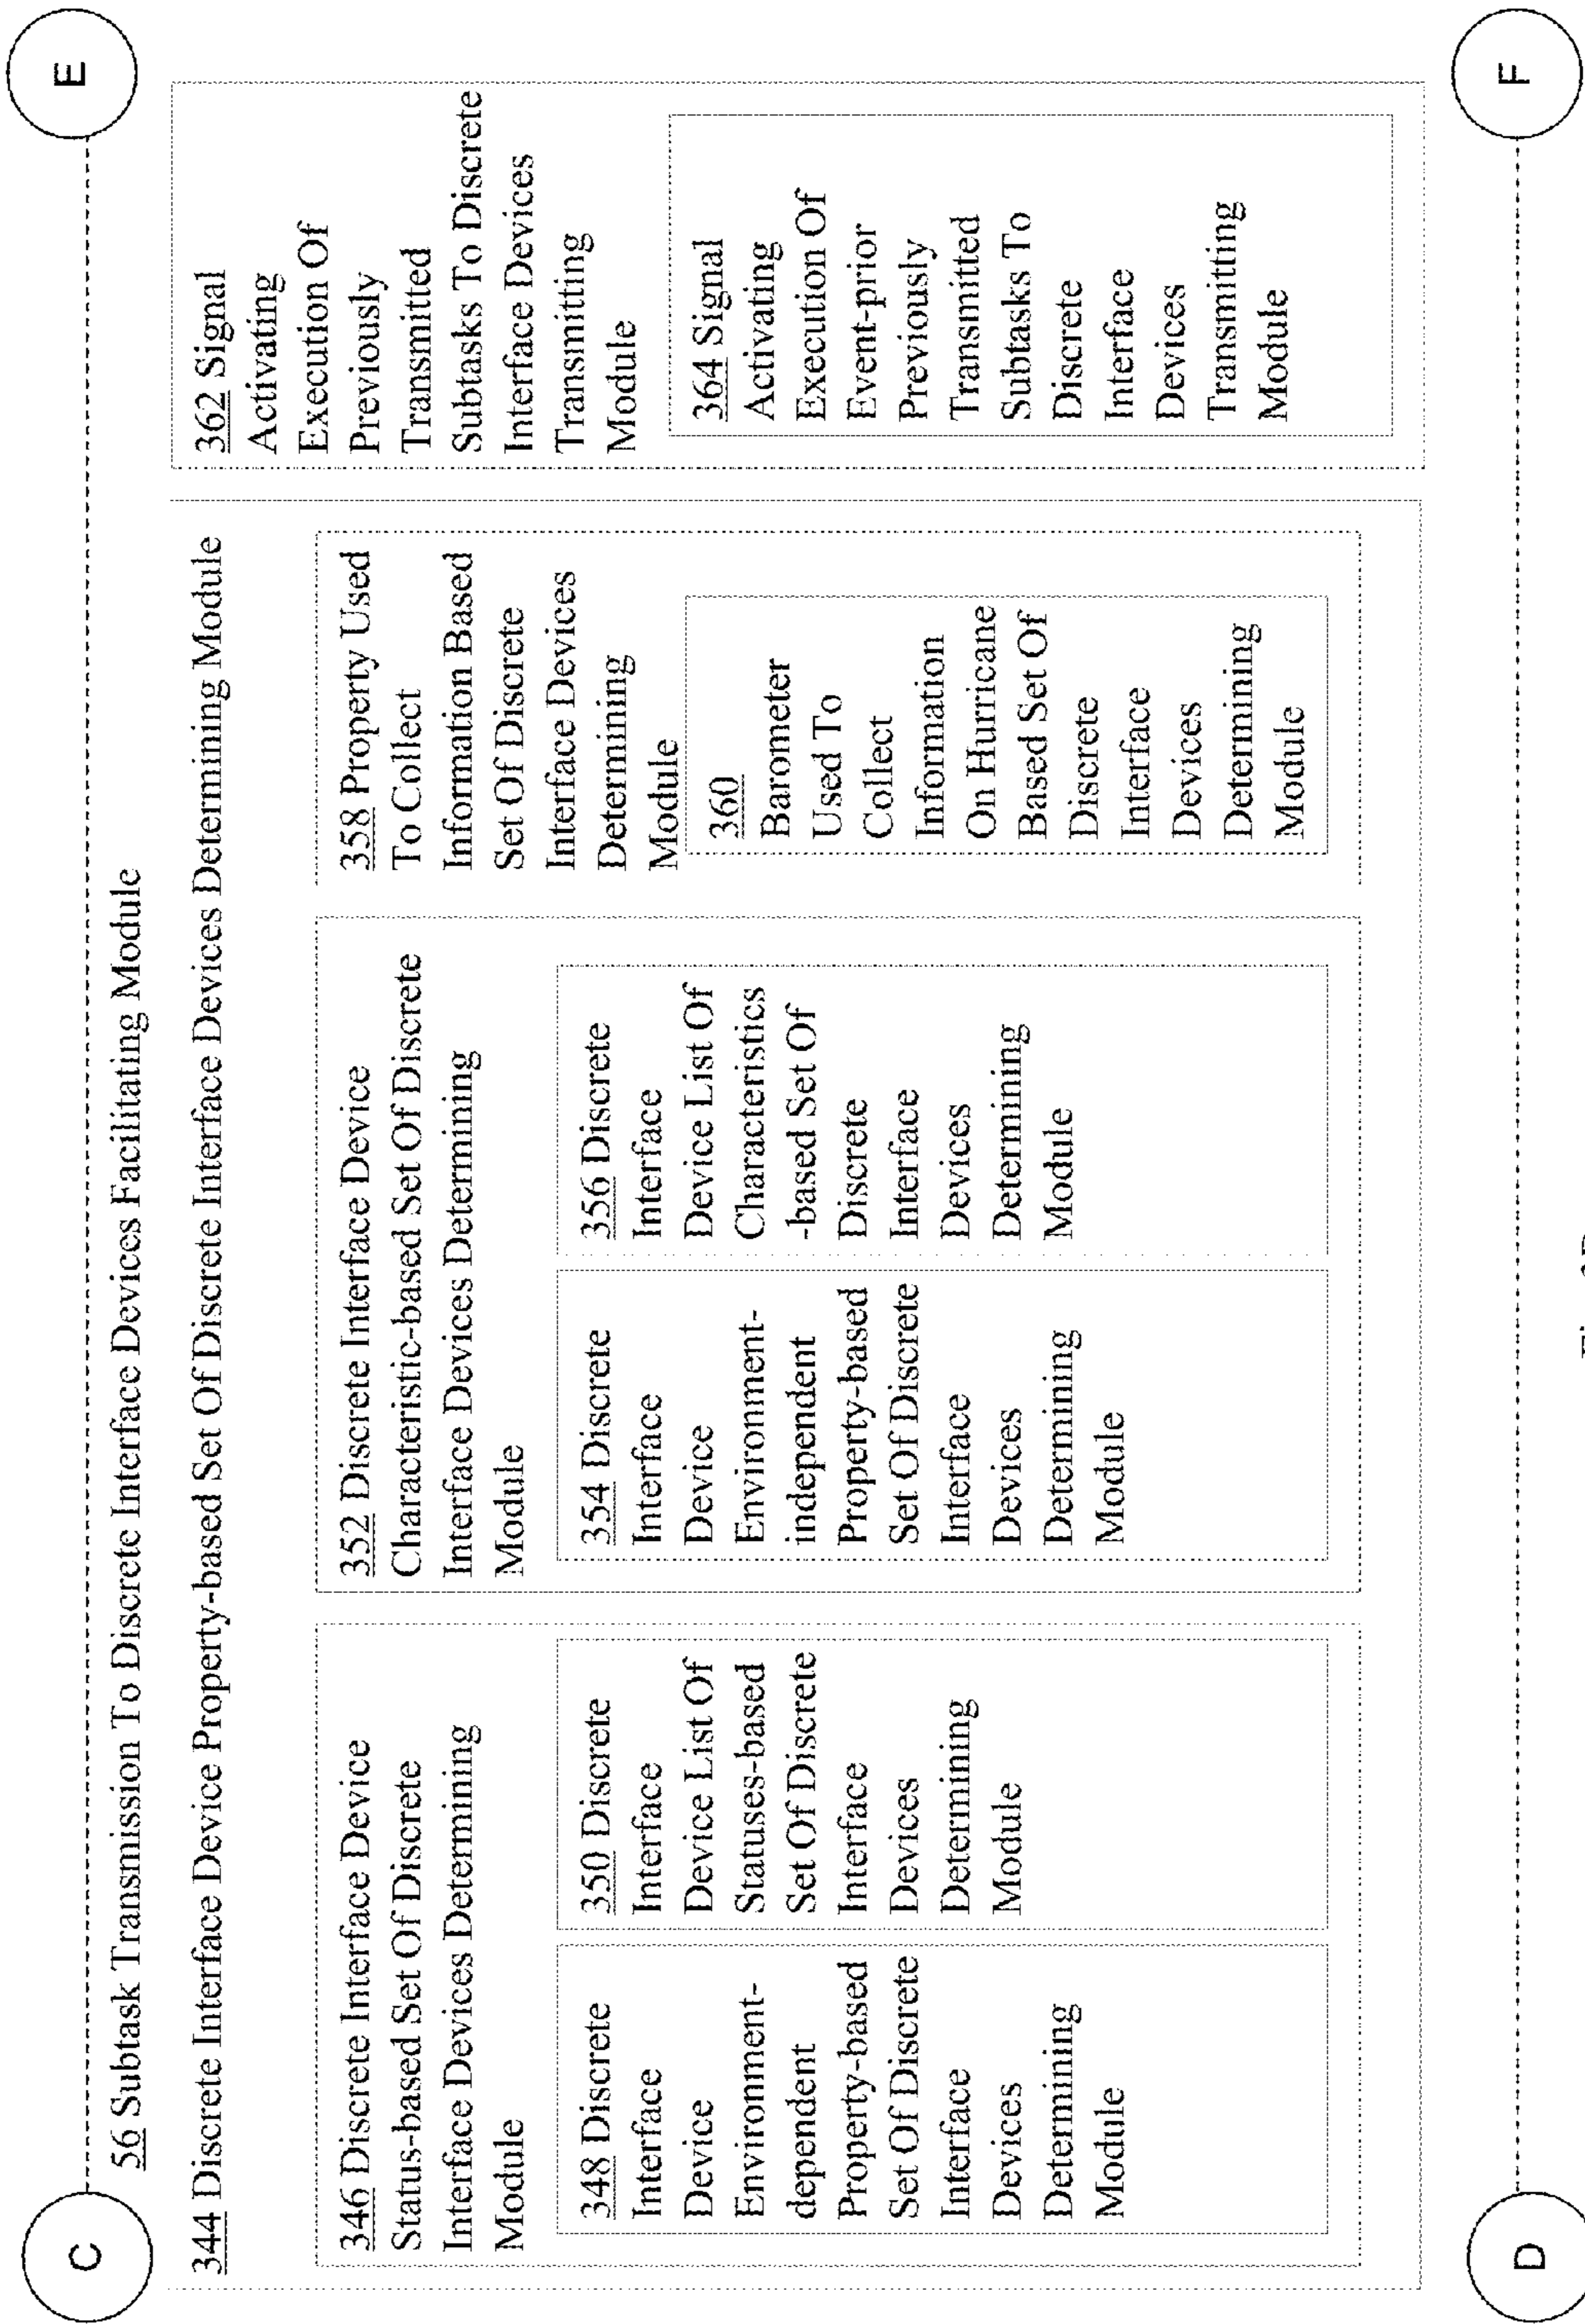 C
E
56 Subtask Transmission To Discrete Interface Devices Facilitating Module
344 Discrete Interface Device Property-based Set Of Discrete Interface Devices Determining Module
346 Discrete Interface Device
Status-based Set Of Discrete
Interface Devices Determining
Module
348 Discrete
Interface
Device
Environment-
dependent
Property-based
Set Of Discrete
Interface
Devices
Determining
Module
350 Discrete
Interface
Device List Of
Statuses-based
Set Of Discrete
Interface
Devices
Determining
Module
352 Discrete Interface Device
Characteristic-based Set Of Discrete
Interface Devices Determining
Module
354 Discrete
Interface
Device
Environment-
independent
Property-based
Set Of Discrete
Interface
Devices
Determining
Module
356 Discrete
Interface
Device List Of
Characteristics
-based Set Of
Discrete
Interface
Devices
Determining
Module
358 Property Used
To Collect
Information Based
Set Of Discrete
Interface Devices
Determining
Module
360
Barometer
Used To
Collect
Information
On Hurricane
Based Set Of
Discrete
Interface
Devices
Determining
Module
362 Signal
Activating
Execution Of
Previously
Transmitted
Subtasks To Discrete
Interface Devices
Transmitting
Module
364 Signal
Activating
Execution Of
Event-prior
Previously
Transmitted
Subtasks To
Discrete
Interface
Devices
Transmitting
Module
D
F